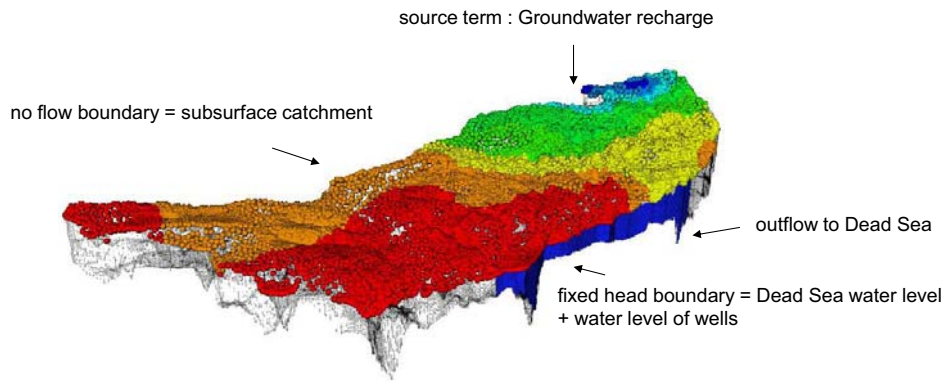 source term : Groundwater recharge
no flow boundary = subsurface catchment
outflow to Dead Sea
fixed head boundary = Dead Sea water level
+ water level of wells